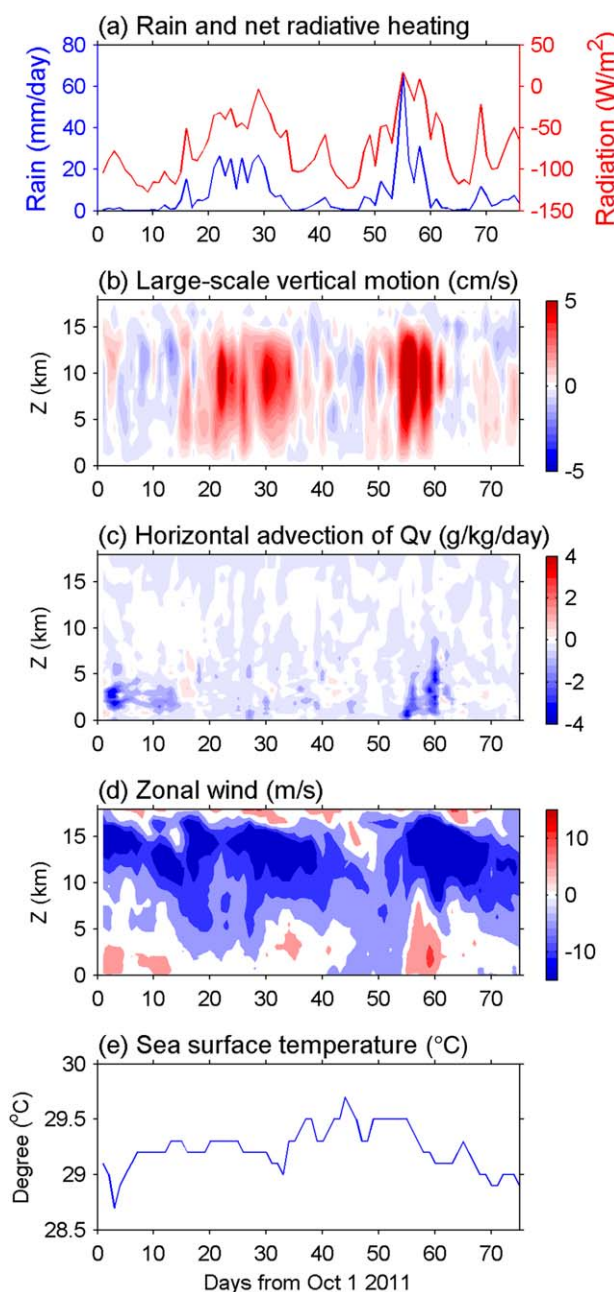 (a) Rain and net radiative heating
80
60
40
20
0
Rain (mm/day)
50
0
-50
-100
-150
Radiation (W/m²)
0 10 20 30 40 50 60 70
(b) Large-scale vertical motion (cm/s)
15
10
5
0
Z (km)
5
0
-5
0 10 20 30 40 50 60 70
(c) Horizontal advection of Qv (g/kg/day)
15
10
5
0
Z (km)
4
2
0
-2
-4
0 10 20 30 40 50 60 70
(d) Zonal wind (m/s)
15
10
5
0
Z (km)
10
0
-10
0 10 20 30 40 50 60 70
(e) Sea surface temperature (°C)
30
29.5
29
28.5
Degree (°C)
0 10 20 30 40 50 60 70
Days from Oct 1 2011